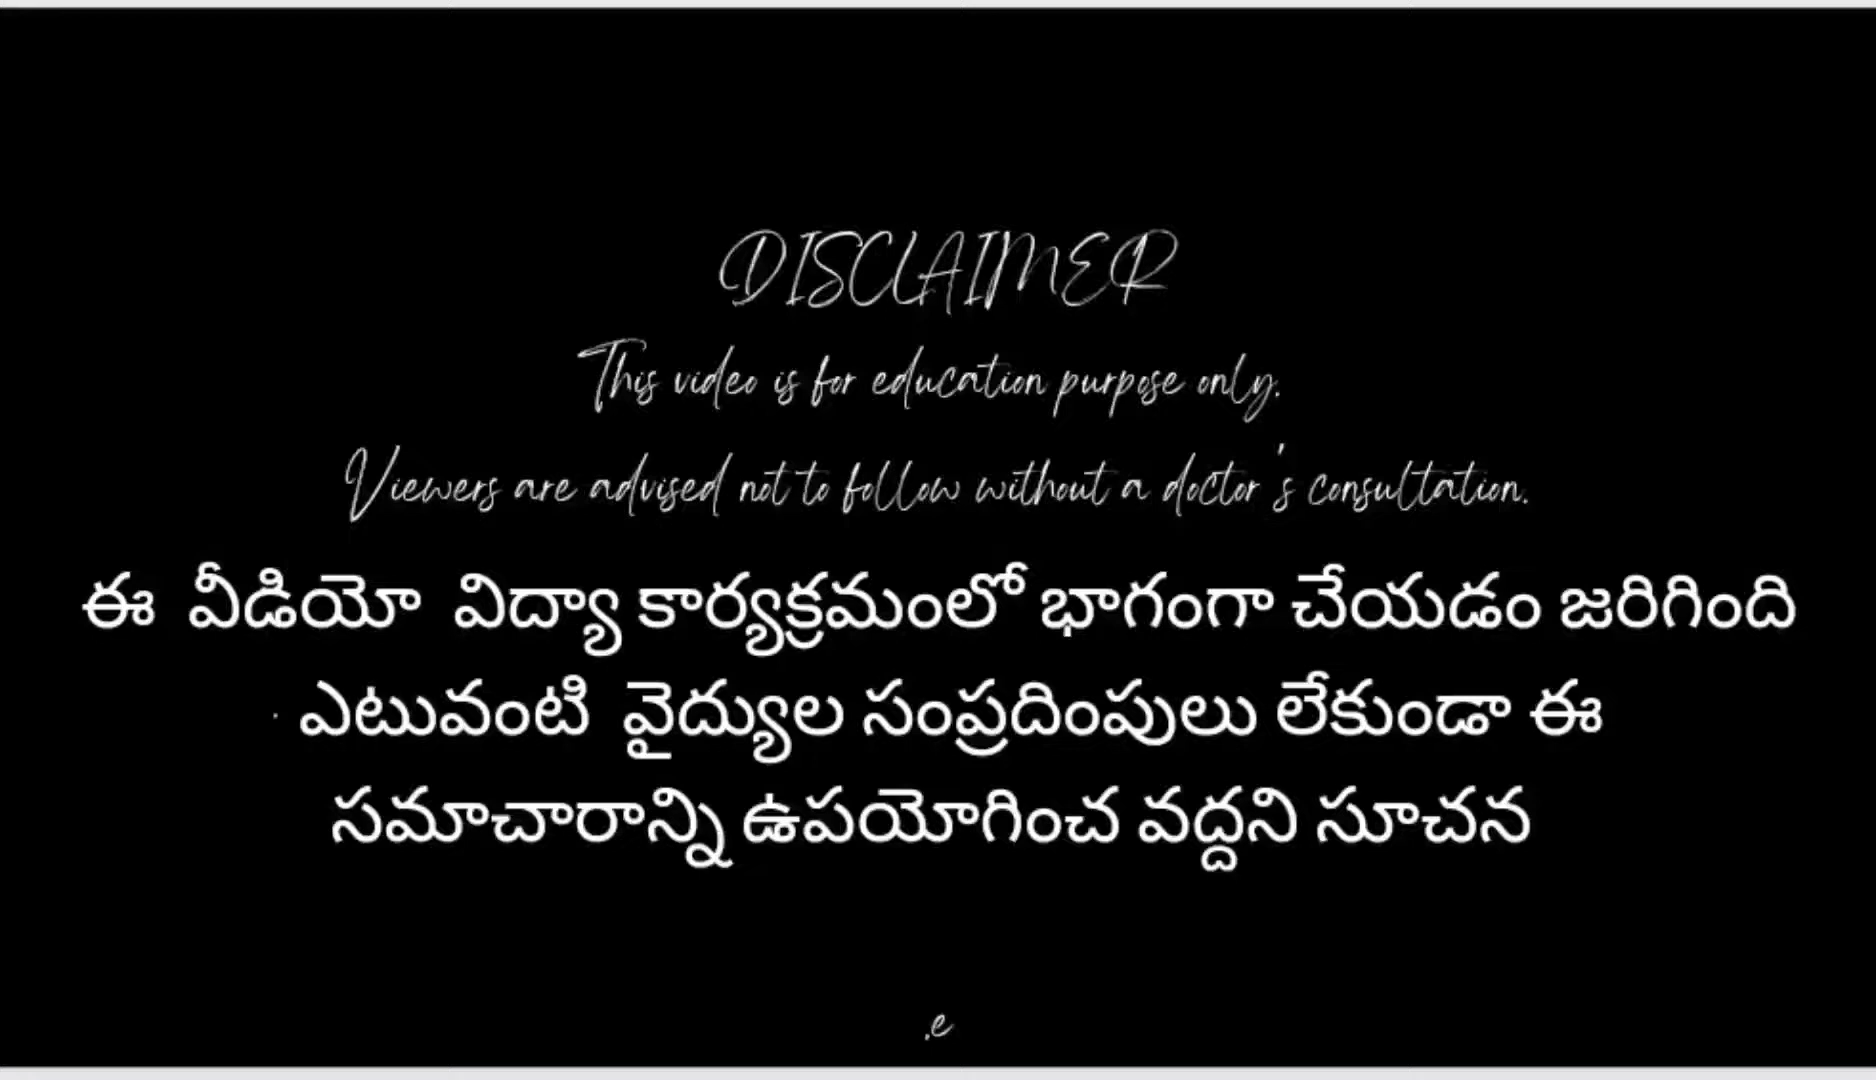 DISCLAIMER
This video is for education purpose only.
Viewers are advised not to follow without a doctor's consultation.
ఈ వీడియో విద్యా కార్యక్రమంలో భాగంగా చేయడం జరిగింది
. ఎటువంటి వైద్యుల సంప్రదింపులు లేకుండా ఈ
సమాచారాన్ని ఉపయోగించ వద్దని సూచన
.e